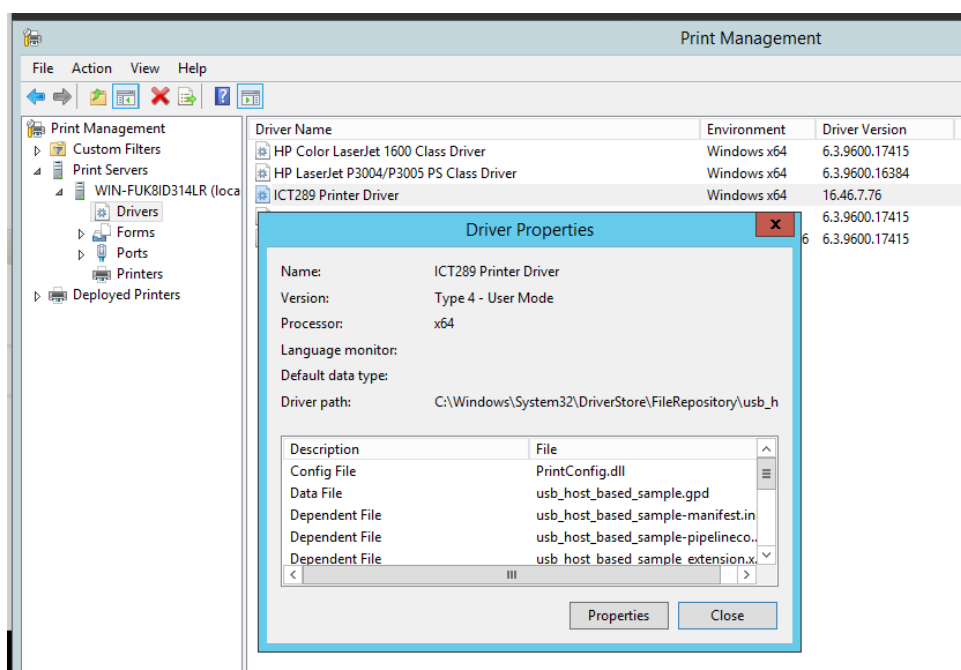 Print Management
File Action View Help
Print Management
Custom Filters
Print Servers
WIN-FUK8ID314LR (loca
Drivers
Forms
Ports
Printers
Deployed Printers
Driver Name Environment Driver Version
HP Color LaserJet 1600 Class Driver Windows x64 6.3.9600.17415
HP LaserJet P3004/P3005 PS Class Driver Windows x64 6.3.9600.16384
ICT289 Printer Driver Windows x64 16.46.7.76
6.3.9600.17415
6 6.3.9600.17415
Driver Properties
x
Name: ICT289 Printer Driver
Version: Type 4 - User Mode
Processor: x64
Language monitor:
Default data type:
Driver path: C:\Windows\System32\DriverStore\FileRepository\usb_h
Description File
Config File PrintConfig.dll
Data File usb_host_based_sample.gpd
Dependent File usb_host_based_sample-manifest.in
Dependent File usb_host_based_sample-pipelineco..
Dependent File usb_host_based_sample_extension.x.
Properties Close